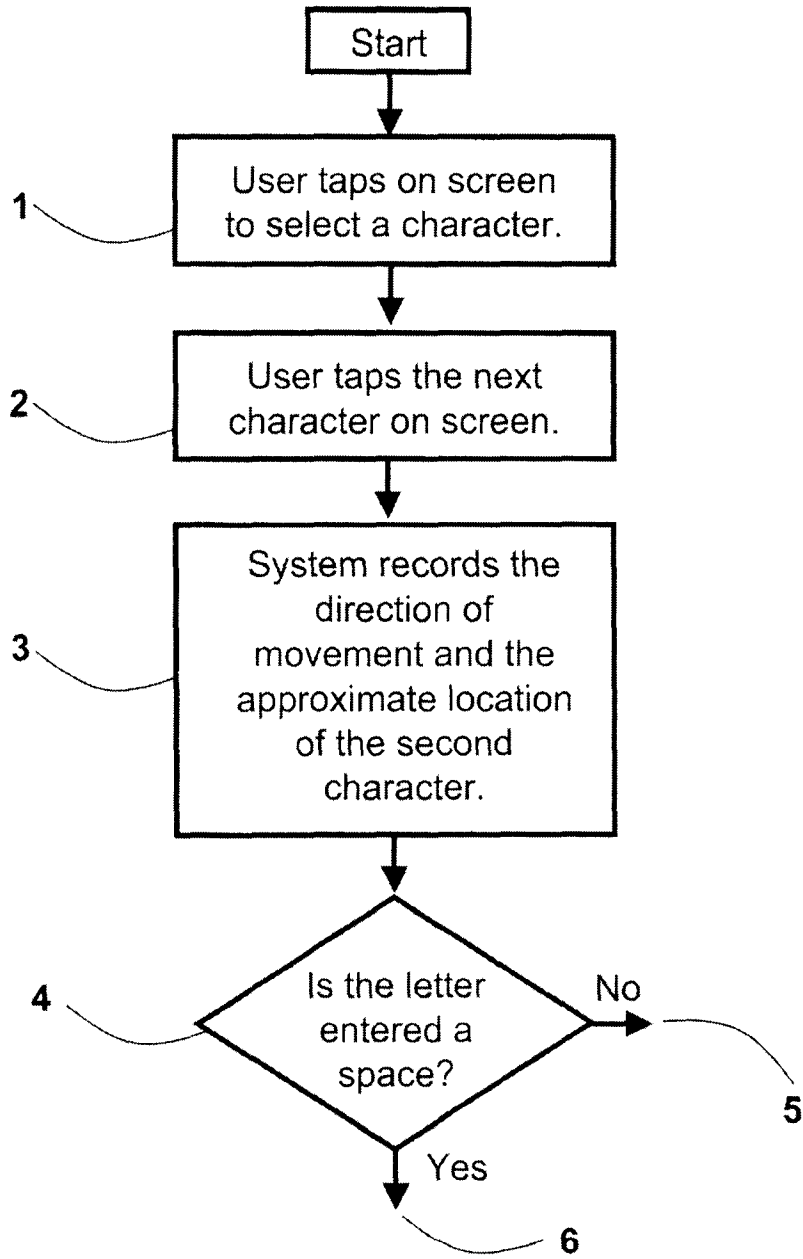 Start
User taps on screen
to select a character.
1
User taps the next
character on screen.
2
System records the
direction of
movement and the
approximate location
of the second
character.
3
Is the letter
entered a
space?
4
No
5
Yes
6